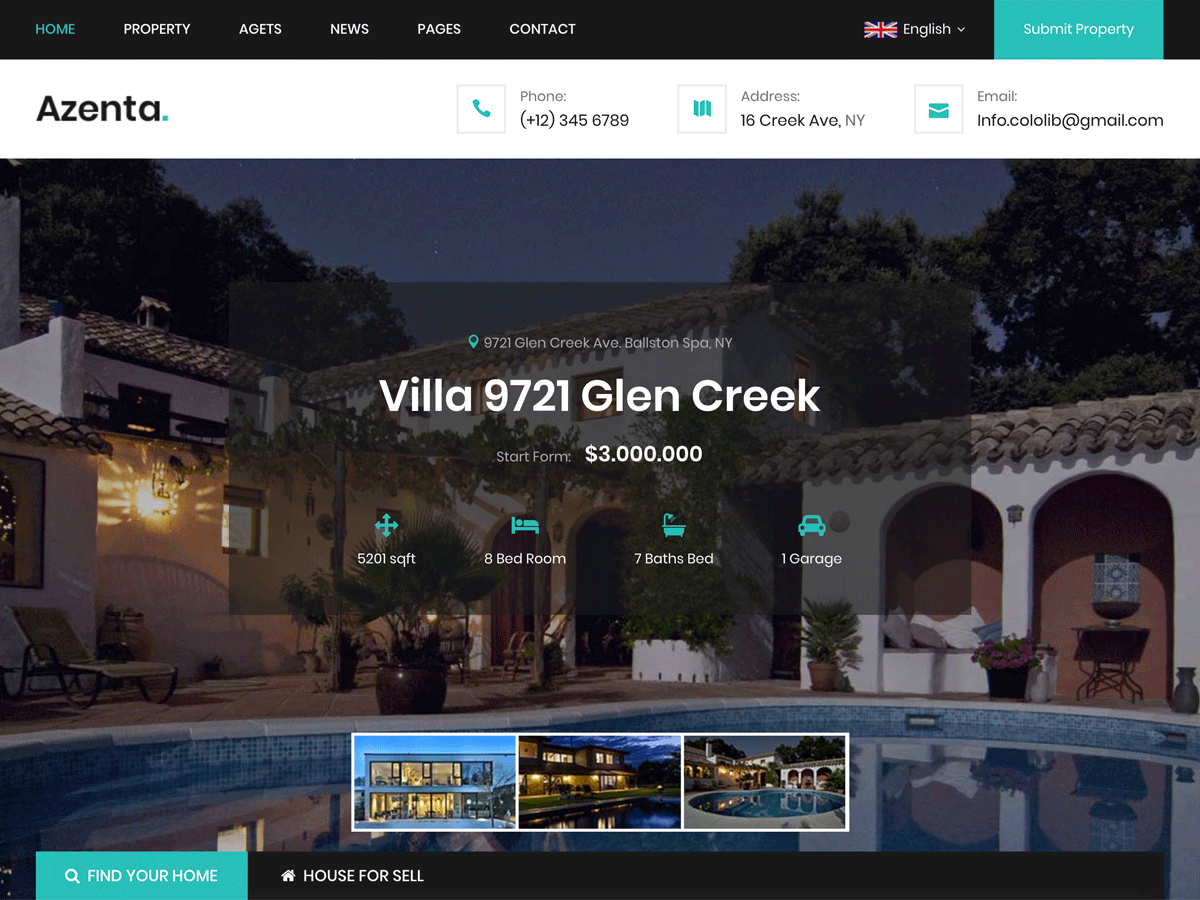 HOME PROPERTY AGETS NEWS PAGES CONTACT English Submit Property
Azenta.
Phone:
(+12) 345 6789
Address:
16 Creek Ave, NY
Email:
Info.cololib@gmail.com
9721 Glen Creek Ave. Ballston Spa, NY
Villa 9721 Glen Creek
Start Form: $3.000.000
5201 sqft 8 Bed Room 7 Baths Bed 1 Garage
FIND YOUR HOME HOUSE FOR SELL